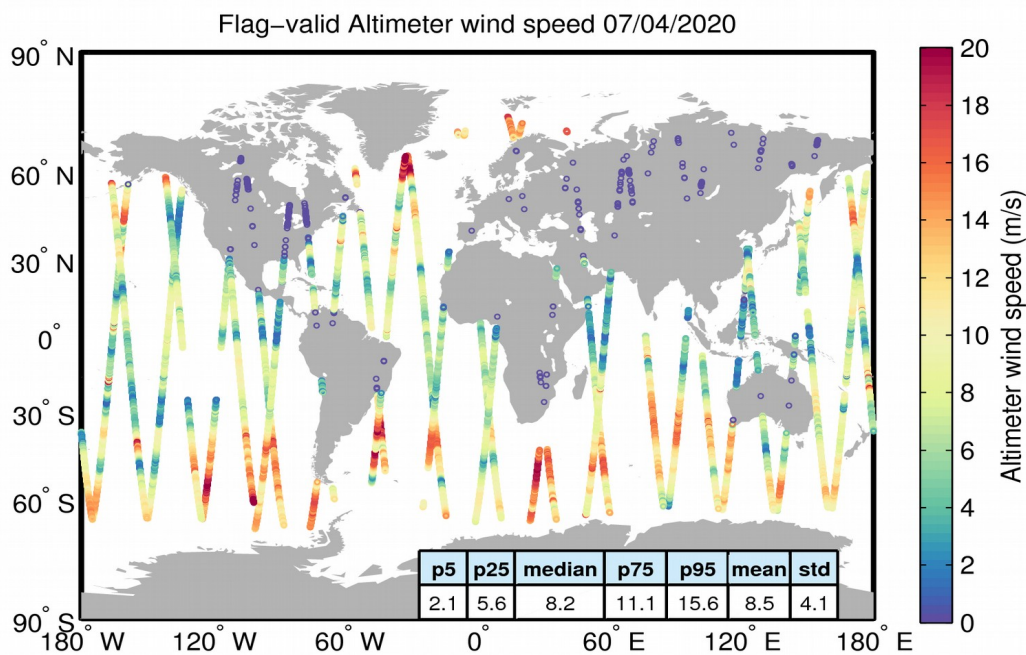 Flag−valid Altimeter wind speed 07/04/2020
90° N
60° N
30° N
0°
30° S
60° S
90° S
180° W
120° W
60° W
0°
60° E
120° E
180° E
p5 p25 median p75 p95 mean std
2.1 5.6 8.2 11.1 15.6 8.5 4.1
20
18
16
14
12
10
8
6
4
2
0
Altimeter wind speed (m/s)